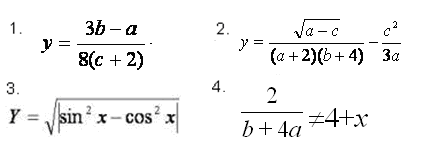 1. y = (3b – a) / (8(c + 2)) .
2. y = √(a – c) / ((a + 2)(b + 4)) – c² / (3a)
3. Y = √|sin² x – cos² x|
4. 2 / (b + 4a) ≠ 4+x